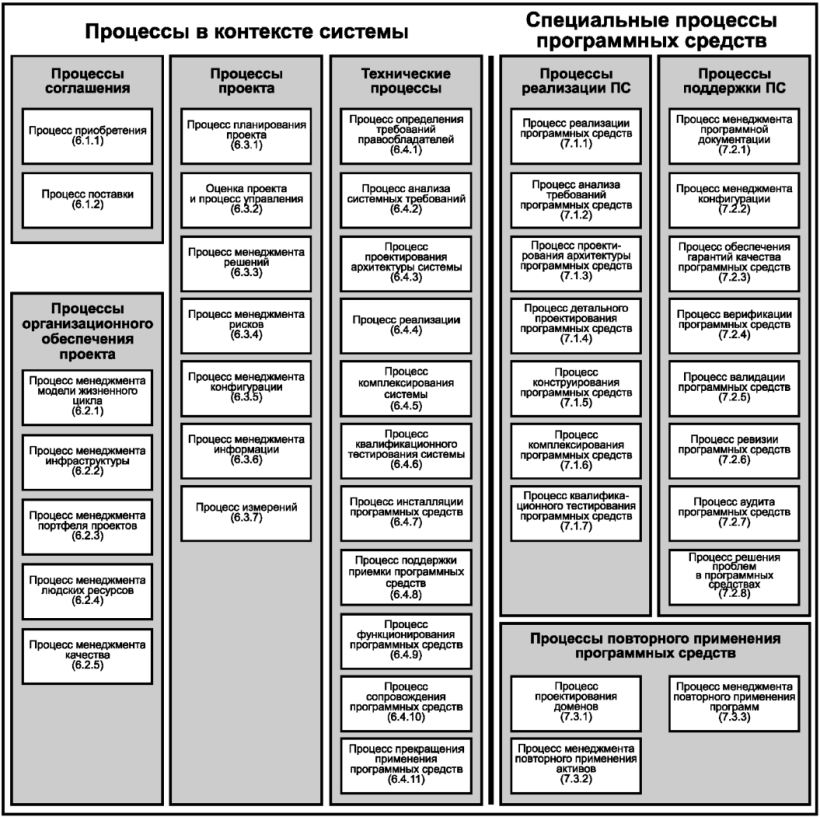 Процессы в контексте системы
Специальные процессы
программных средств
Процессы
соглашения
Процесс приобретения
(6.1.1)
Процесс поставки
(6.1.2)
Процессы
организационного
обеспечения
проекта
Процесс менеджмента
модели жизненного
цикла
(6.2.1)
Процесс менеджмента
инфраструктуры
(6.2.2)
Процесс менеджмента
портфеля проектов
(6.2.3)
Процесс менеджмента
людских ресурсов
(6.2.4)
Процесс менеджмента
качества
(6.2.5)
Процессы
проекта
Процесс планирования
проекта
(6.3.1)
Оценка проекта
и процесс управления
(6.3.2)
Процесс менеджмента
решений
(6.3.3)
Процесс менеджмента
рисков
(6.3.4)
Процесс менеджмента
конфигурации
(6.3.5)
Процесс менеджмента
информации
(6.3.6)
Процесс измерений
(6.3.7)
Технические
процессы
Процесс определения
требований
правообладателей
(6.4.1)
Процесс анализа
системных требований
(6.4.2)
Процесс
проектирования
архитектуры системы
(6.4.3)
Процесс реализации
(6.4.4)
Процесс
комплексирования
системы
(6.4.5)
Процесс
квалификационного
тестирования системы
(6.4.6)
Процесс инсталляции
программных средств
(6.4.7)
Процесс поддержки
приемки программных
средств
(6.4.8)
Процесс
функционирования
программных средств
(6.4.9)
Процесс
сопровождения
программных средств
(6.4.10)
Процесс прекращения
применения
программных средств
(6.4.11)
Процессы
реализации ПС
Процесс реализации
программных средств
(7.1.1)
Процесс анализа
требований
программных средств
(7.1.2)
Процесс проекти-
рования архитектуры
программных средств
(7.1.3)
Процесс детального
проектирования
программных средств
(7.1.4)
Процесс
конструирования
программных средств
(7.1.5)
Процесс
комплексирования
программных средств
(7.1.6)
Процесс квалифика-
ционного тестирования
программных средств
(7.1.7)
Процессы
поддержки ПС
Процесс менеджмента
программной
документации
(7.2.1)
Процесс менеджмента
конфигурации
(7.2.2)
Процесс обеспечения
гарантий качества
программных средств
(7.2.3)
Процесс верификации
программных средств
(7.2.4)
Процесс валидации
программных средств
(7.2.5)
Процесс ревизии
программных средств
(7.2.6)
Процесс аудита
программных средств
(7.2.7)
Процесс решения
проблем
в программных
средствах
(7.2.8)
Процессы повторного применения
программных средств
Процесс
проектирования
доменов
(7.3.1)
Процесс менеджмента
повторного применения
активов
(7.3.2)
Процесс менеджмента
повторного применения
программ
(7.3.3)